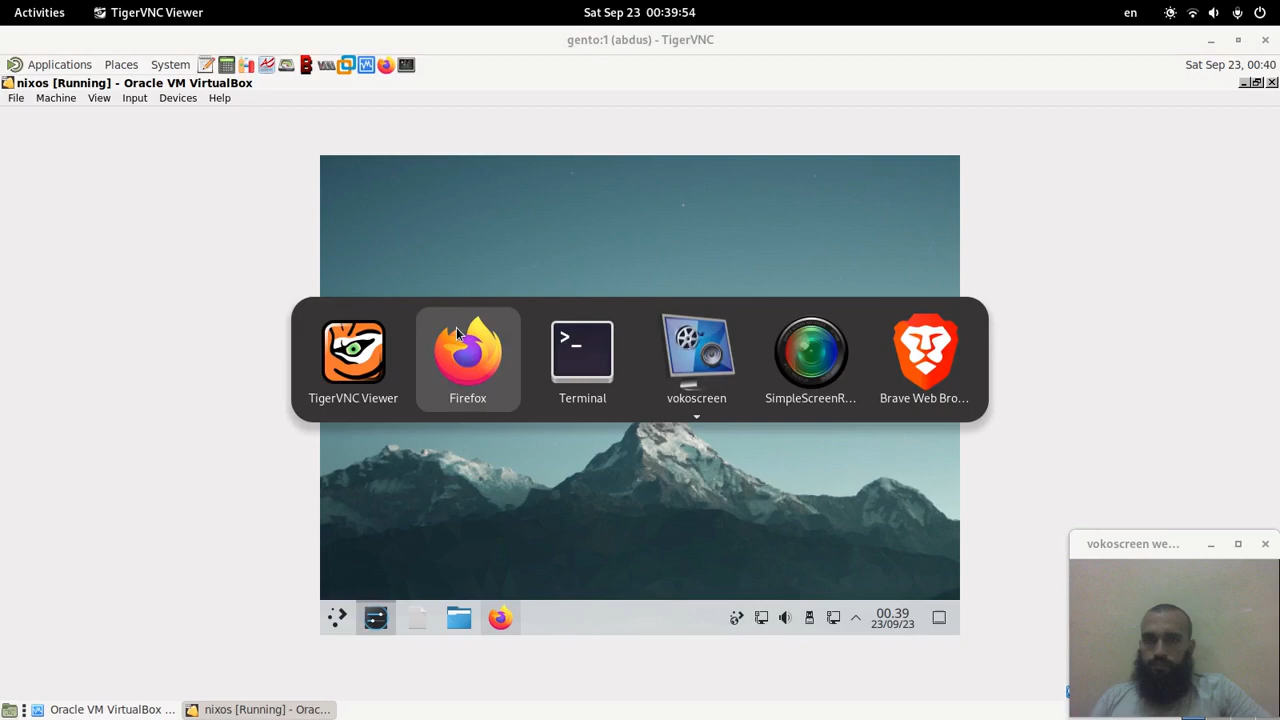 Activities
TigerVNC Viewer
Sat Sep 23 00:39:54
en
gento:1 (abdus) - TigerVNC
Applications
Places
System
Sat Sep 23, 00:40
nixos [Running] - Oracle VM VirtualBox
File
Machine
View
Input
Devices
Help
>_
TigerVNC Viewer
Firefox
Terminal
vokoscreen
SimpleScreenR...
Brave Web Bro...
vokoscreen we...
00.39
23/09/23
Oracle VM VirtualBox ...
nixos [Running] - Orac...